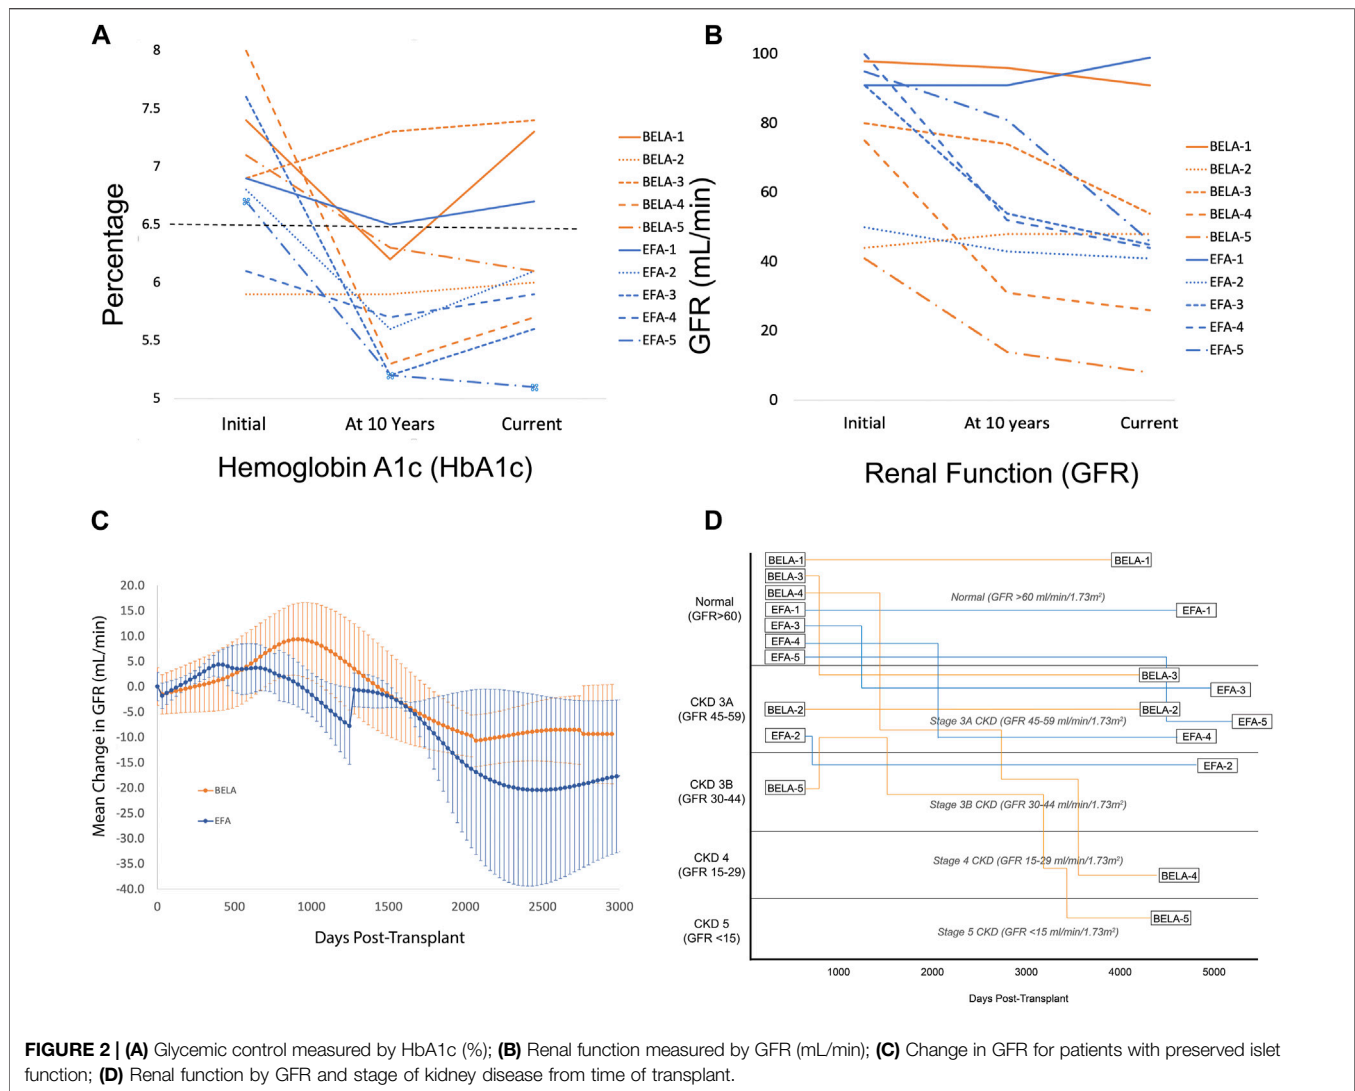 A
8
7.5
7
6.5
6
5.5
5
Percentage
Initial
At 10 Years
Current
Hemoglobin A1c (HbA1c)
BELA-1
BELA-2
BELA-3
BELA-4
BELA-5
EFA-1
EFA-2
EFA-3
EFA-4
EFA-5
B
100
80
60
40
20
0
GFR (mL/min)
Initial
At 10 years
Current
Renal Function (GFR)
BELA-1
BELA-2
BELA-3
BELA-4
BELA-5
EFA-1
EFA-2
EFA-3
EFA-4
EFA-5
C
20.0
15.0
10.0
5.0
0.0
-5.0
-10.0
-15.0
-20.0
-25.0
-30.0
-35.0
-40.0
Mean Change in GFR (mL/min)
BELA
EFA
0
500
1000
1500
2000
2500
3000
Days Post-Transplant
D
Normal
(GFR>60)
CKD 3A
(GFR 45-59)
CKD 3B
(GFR 30-44)
CKD 4
(GFR 15-29)
CKD 5
(GFR <15)
BELA-1
BELA-3
BELA-4
EFA-1
EFA-3
EFA-4
EFA-5
BELA-2
EFA-2
BELA-5
Normal (GFR >60 ml/min/1.73m²)
Stage 3A CKD (GFR 45-59 ml/min/1.73m²)
Stage 3B CKD (GFR 30-44 ml/min/1.73m²)
Stage 4 CKD (GFR 15-29 ml/min/1.73m²)
Stage 5 CKD (GFR <15 ml/min/1.73m²)
BELA-1
EFA-1
BELA-3
EFA-3
BELA-2
EFA-5
EFA-4
EFA-2
BELA-4
BELA-5
1000
2000
3000
4000
5000
Days Post-Transplant
FIGURE 2 | (A) Glycemic control measured by HbA1c (%); (B) Renal function measured by GFR (mL/min); (C) Change in GFR for patients with preserved islet
function; (D) Renal function by GFR and stage of kidney disease from time of transplant.